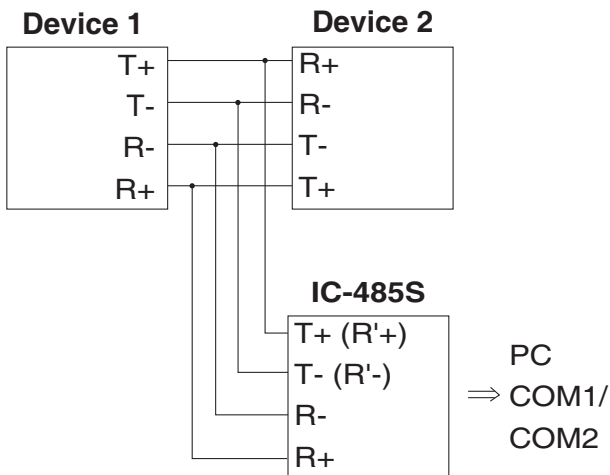 Device 1
Device 2
T+
T-
R-
R+
R+
R-
T-
T+
IC-485S
T+ (R'+)
T- (R'-)
R-
R+
PC
⇒ COM1/
COM2